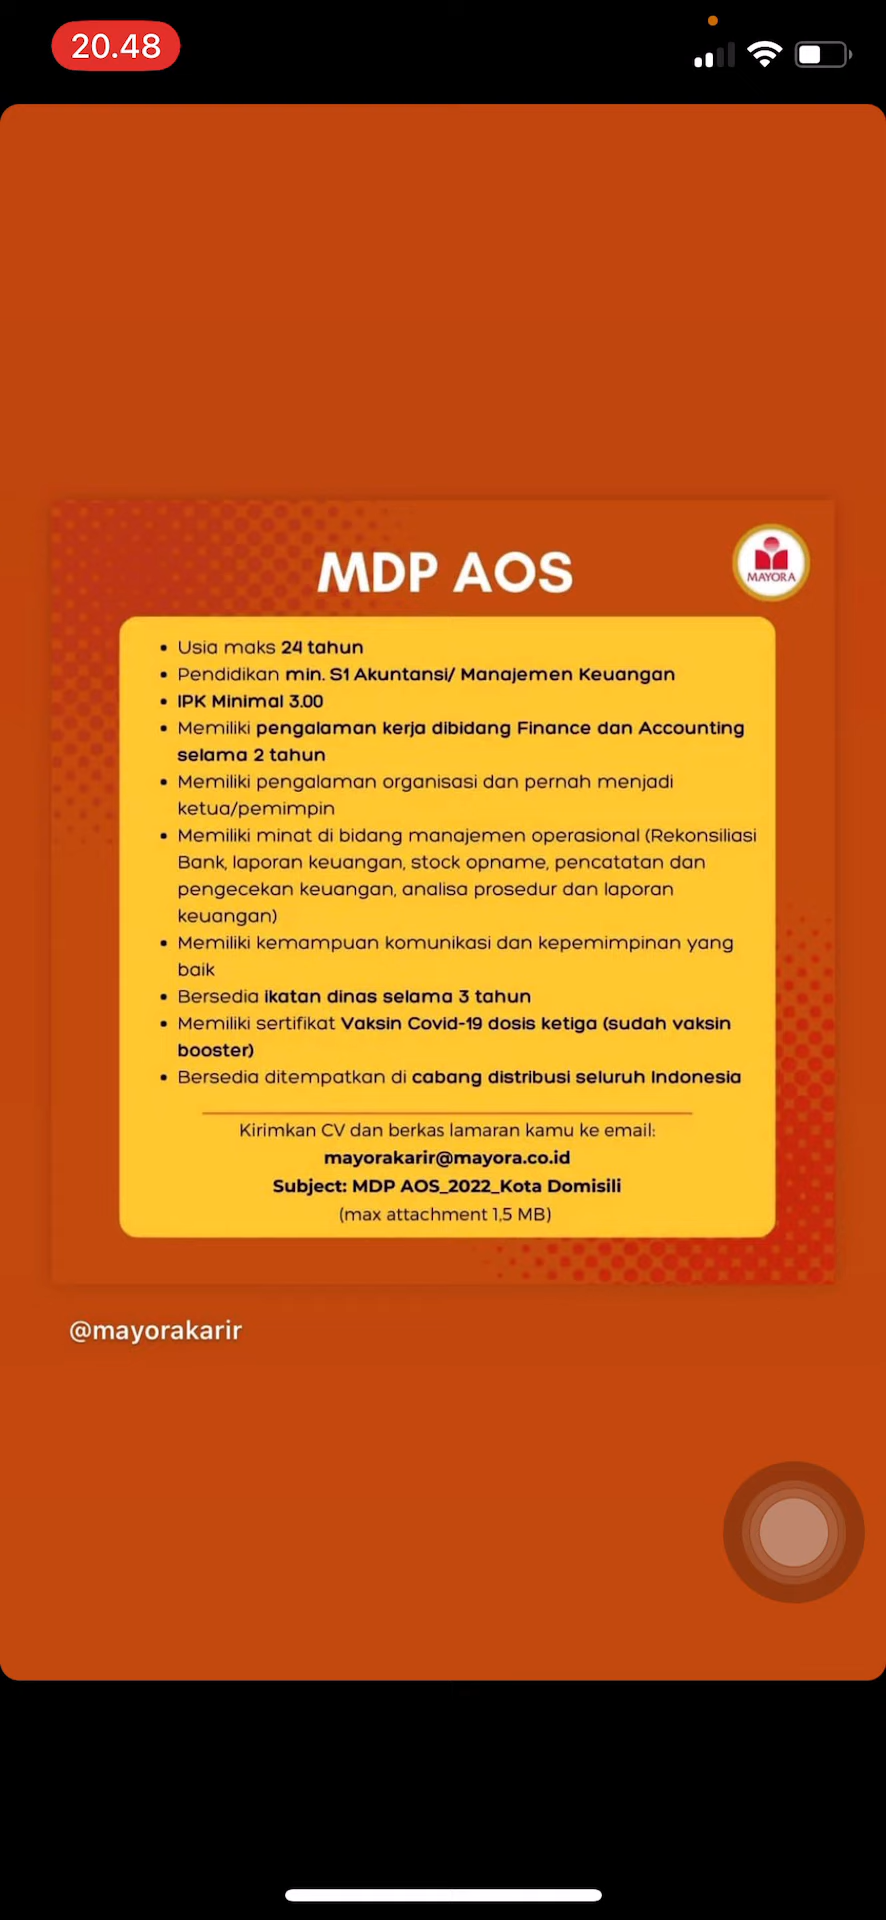 20.48
MDP AOS
MAYORA
• Usia maks 24 tahun
• Pendidikan min. S1 Akuntansi/ Manajemen Keuangan
• IPK Minimal 3.00
• Memiliki pengalaman kerja dibidang Finance dan Accounting
selama 2 tahun
• Memiliki pengalaman organisasi dan pernah menjadi
ketua/pemimpin
• Memiliki minat di bidang manajemen operasional (Rekonsiliasi
Bank, laporan keuangan, stock opname, pencatatan dan
pengecekan keuangan, analisa prosedur dan laporan
keuangan)
• Memiliki kemampuan komunikasi dan kepemimpinan yang
baik
• Bersedia ikatan dinas selama 3 tahun
• Memiliki sertifikat Vaksin Covid-19 dosis ketiga (sudah vaksin
booster)
• Bersedia ditempatkan di cabang distribusi seluruh Indonesia
Kirimkan CV dan berkas lamaran kamu ke email:
mayorakarir@mayora.co.id
Subject: MDP AOS_2022_Kota Domisili
(max attachment 1,5 MB)
@mayorakarir